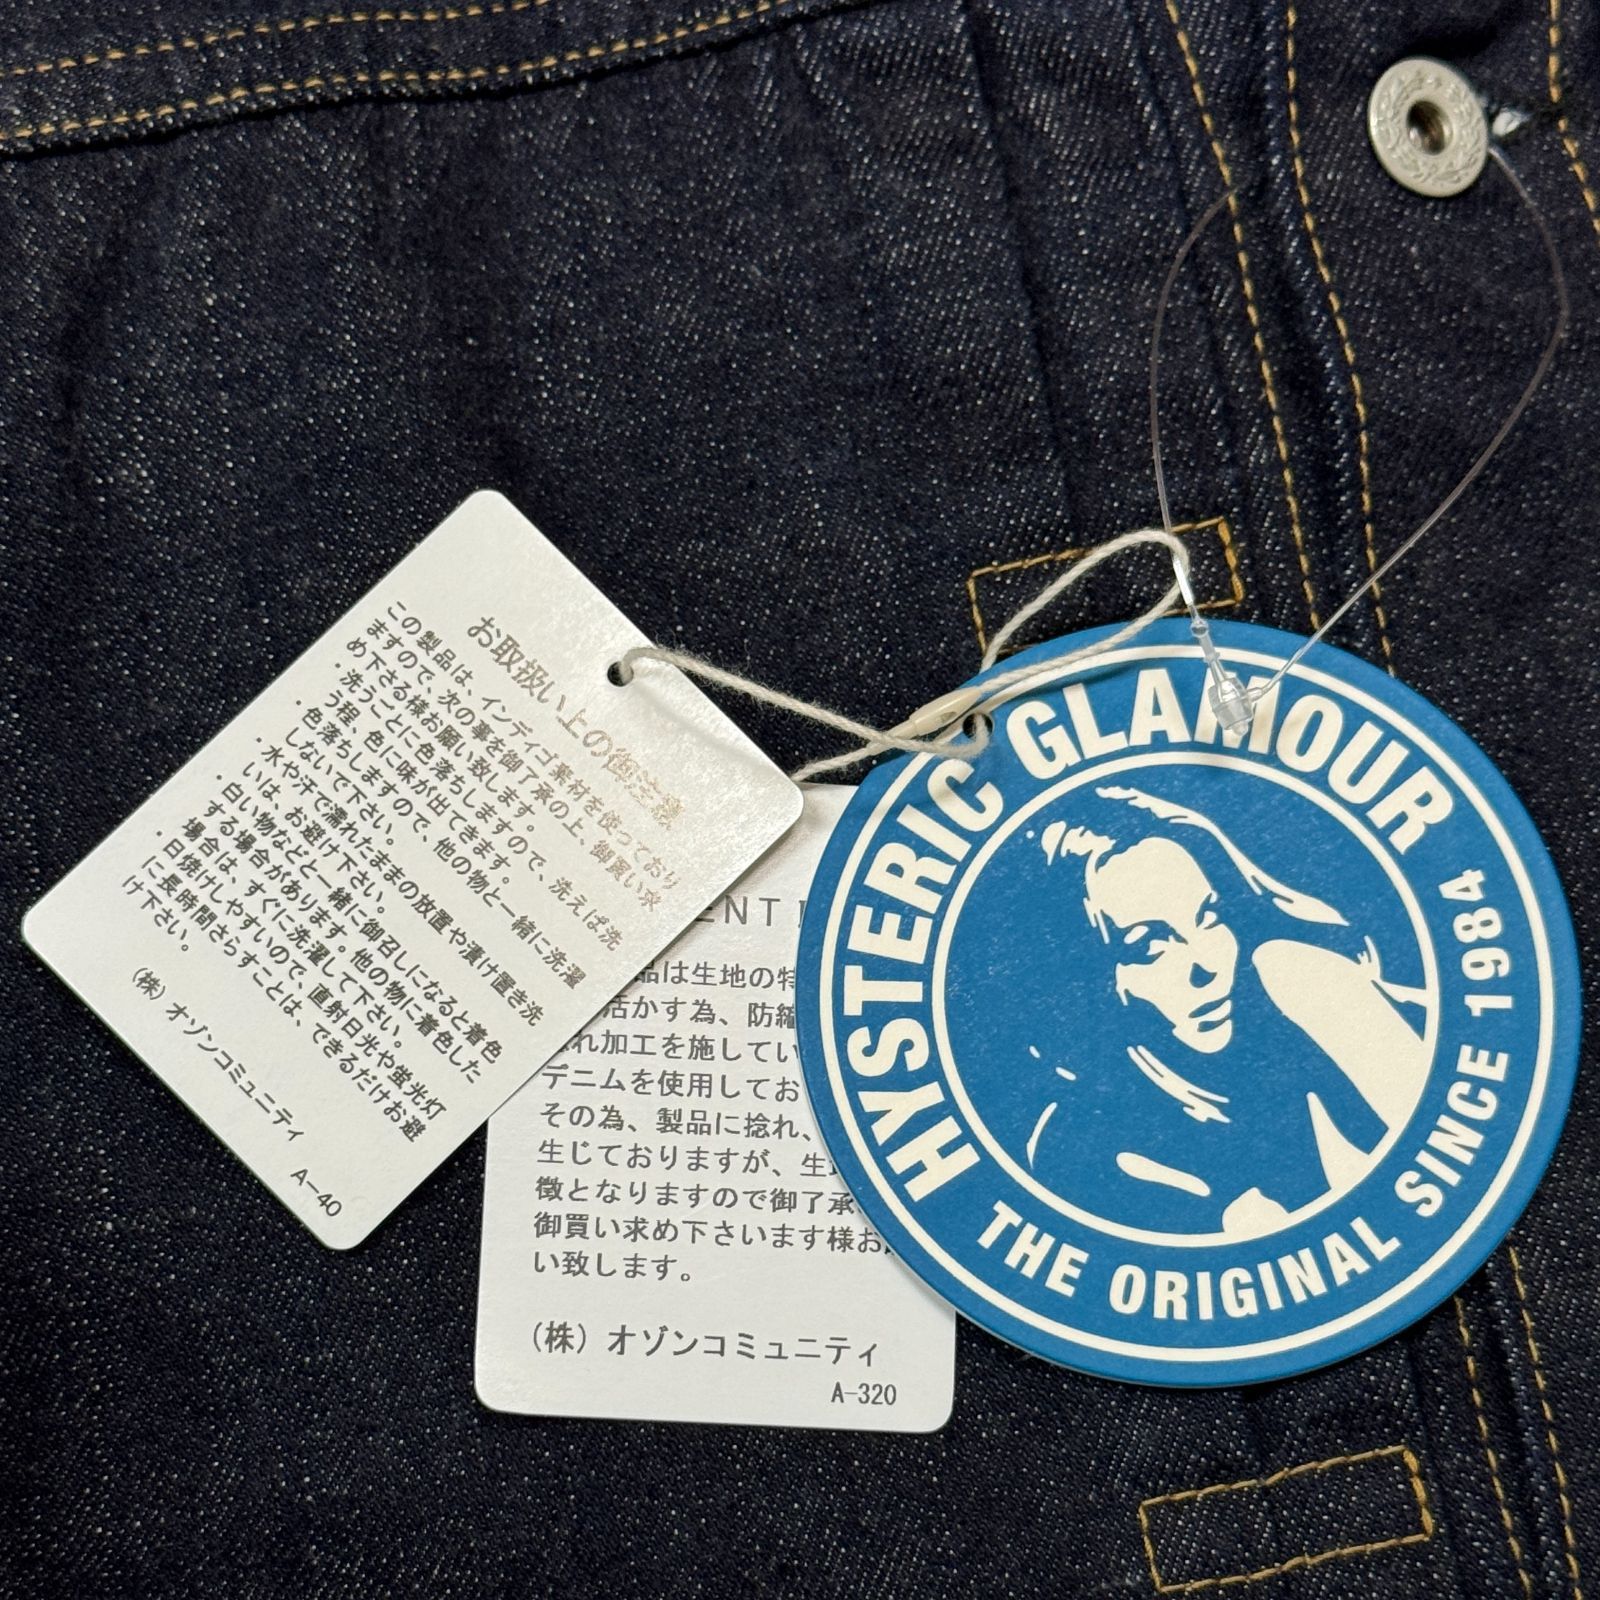 お取扱い上の御注意
この製品は、インディゴ素材を使っており
ますので、次の事を御了承の上、御買い求
め下さる様お願い致します。
・洗うごとに色落ちしますので、洗えば洗
う程、色に味が出てきます。
・色落ちしますので、他の物と一緒に洗濯
しないで下さい。
・水や汗で濡れたままの放置や漬け置き洗
いは、お避け下さい。
・白い物などと一緒に御召しになると着色
する場合があります。他の物に着色した
場合は、すぐに洗濯して下さい。
・日焼けしやすいので、直射日光や蛍光灯
に長時間さらすことは、できるだけお避
け下さい。
(株) オゾンコミュニティ
A-40
品は生地の特
活かす為、防縮
れ加工を施してい
デニムを使用してお
その為、製品に捻れ、
生じておりますが、生
徴となりますので御了承
御買い求め下さいます様お
い致します。
(株) オゾンコミュニティ
A-320
HYSTERIC GLAMOUR
THE ORIGINAL SINCE 1984